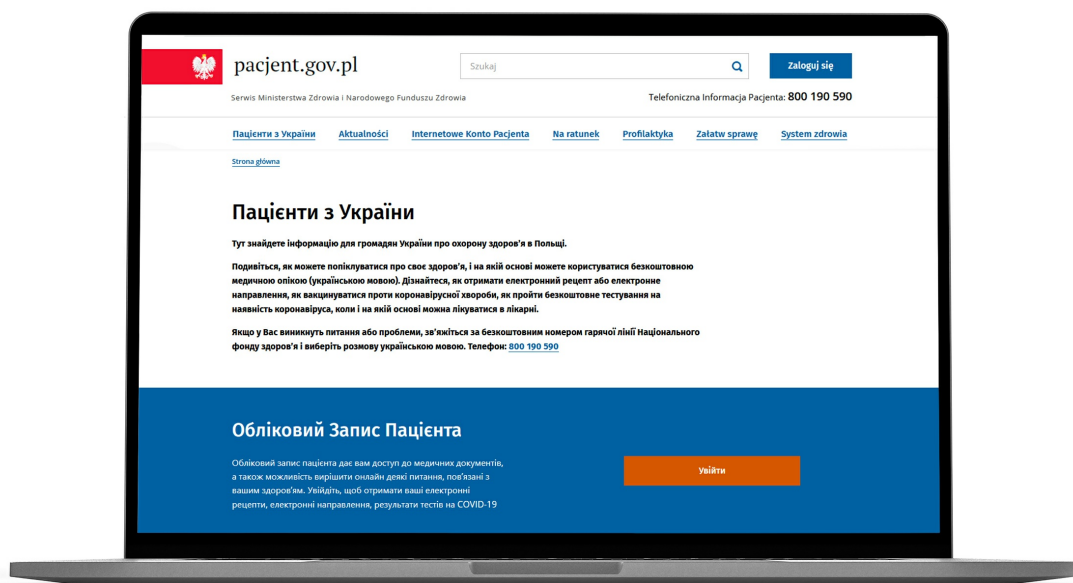 pacjent.gov.pl
Szukaj
Zaloguj się
Serwis Ministerstwa Zdrowia i Narodowego Funduszu Zdrowia
Telefoniczna Informacja Pacjenta: 800 190 590
Пацієнти з України
Aktualności
Internetowe Konto Pacjenta
Na ratunek
Profilaktyka
Załatw sprawę
System zdrowia
Strona główna
Пацієнти з України
Тут знайдете інформацію для громадян України про охорону здоров'я в Польщі.
Подивіться, як можете попіклуватися про своє здоров'я, і на якій основі можете користуватися безкоштовною
медичною опікою (українською мовою). Дізнайтеся, як отримати електронний рецепт або електронне
направлення, як вакцинуватися проти коронавірусної хвороби, як пройти безкоштовне тестування на
наявність коронавіруса, коли і на якій основі можна лікуватися в лікарні.
Якщо у Вас виникнуть питання або проблеми, зв'яжіться за безкоштовним номером гарячої лінії Національного
фонду здоров'я і виберіть розмову українською мовою. Телефон: 800 190 590
Обліковий Запис Пацієнта
Обліковий запис пацієнта дає вам доступ до медичних документів,
а також можливість вирішити онлайн деякі питання, пов'язані з
вашим здоров'ям. Увійдіть, щоб отримати ваші електронні
рецепти, електронні направлення, результати тестів на COVID-19
Увійти